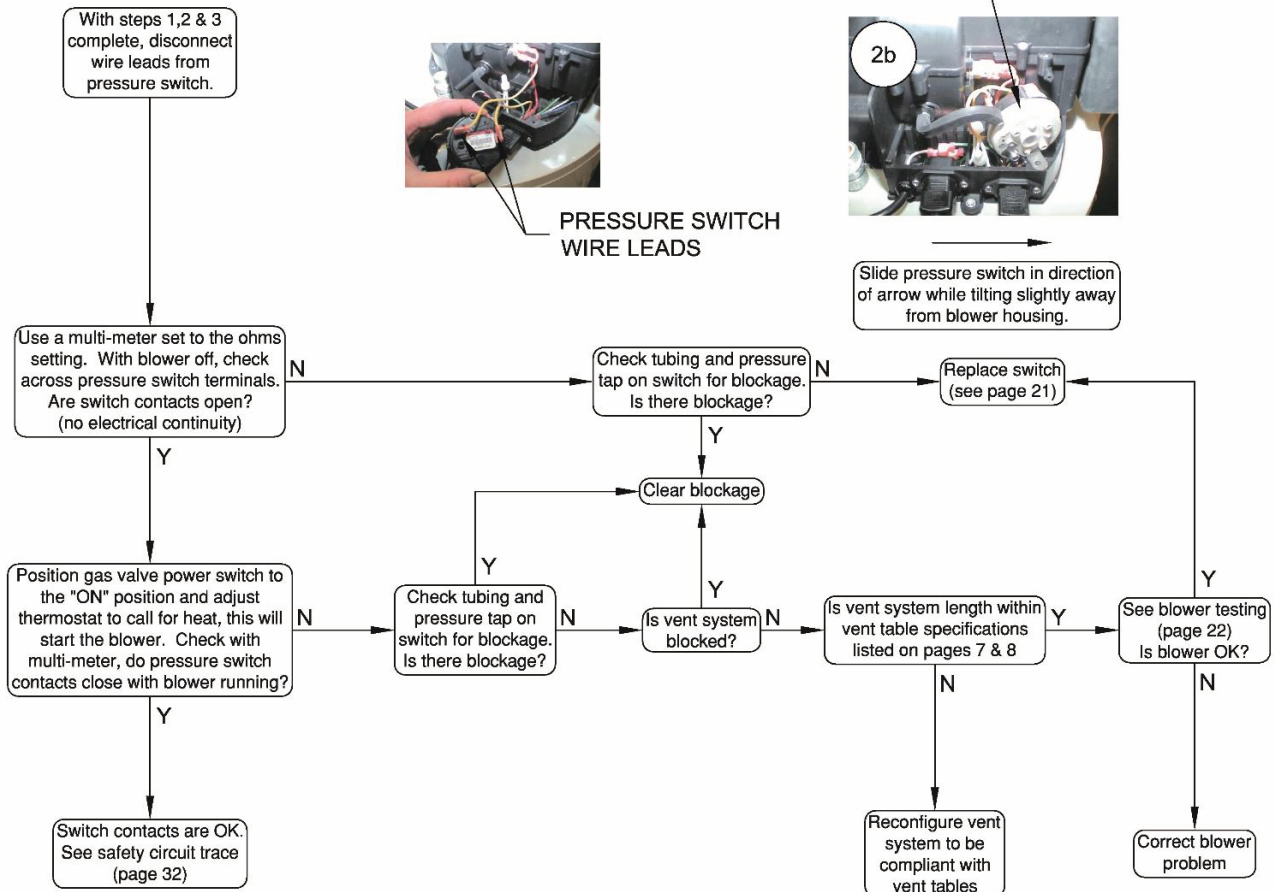 With steps 1,2 & 3
complete, disconnect
wire leads from
pressure switch.
2b
PRESSURE SWITCH
WIRE LEADS
Slide pressure switch in direction
of arrow while tilting slightly away
from blower housing.
Use a multi-meter set to the ohms
setting. With blower off, check
across pressure switch terminals.
Are switch contacts open?
(no electrical continuity)
N
Check tubing and pressure
tap on switch for blockage.
Is there blockage?
N
Replace switch
(see page 21)
Y
Y
Clear blockage
Position gas valve power switch to
the "ON" position and adjust
thermostat to call for heat, this will
start the blower. Check with
multi-meter, do pressure switch
contacts close with blower running?
N
Y
Check tubing and
pressure tap on
switch for blockage.
Is there blockage?
N
Y
Is vent system
blocked?
N
Is vent system length within
vent table specifications
listed on pages 7 & 8
Y
Y
See blower testing
(page 22)
Is blower OK?
Y
N
N
Switch contacts are OK.
See safety circuit trace
(page 32)
Reconfigure vent
system to be
compliant with
vent tables
Correct blower
problem